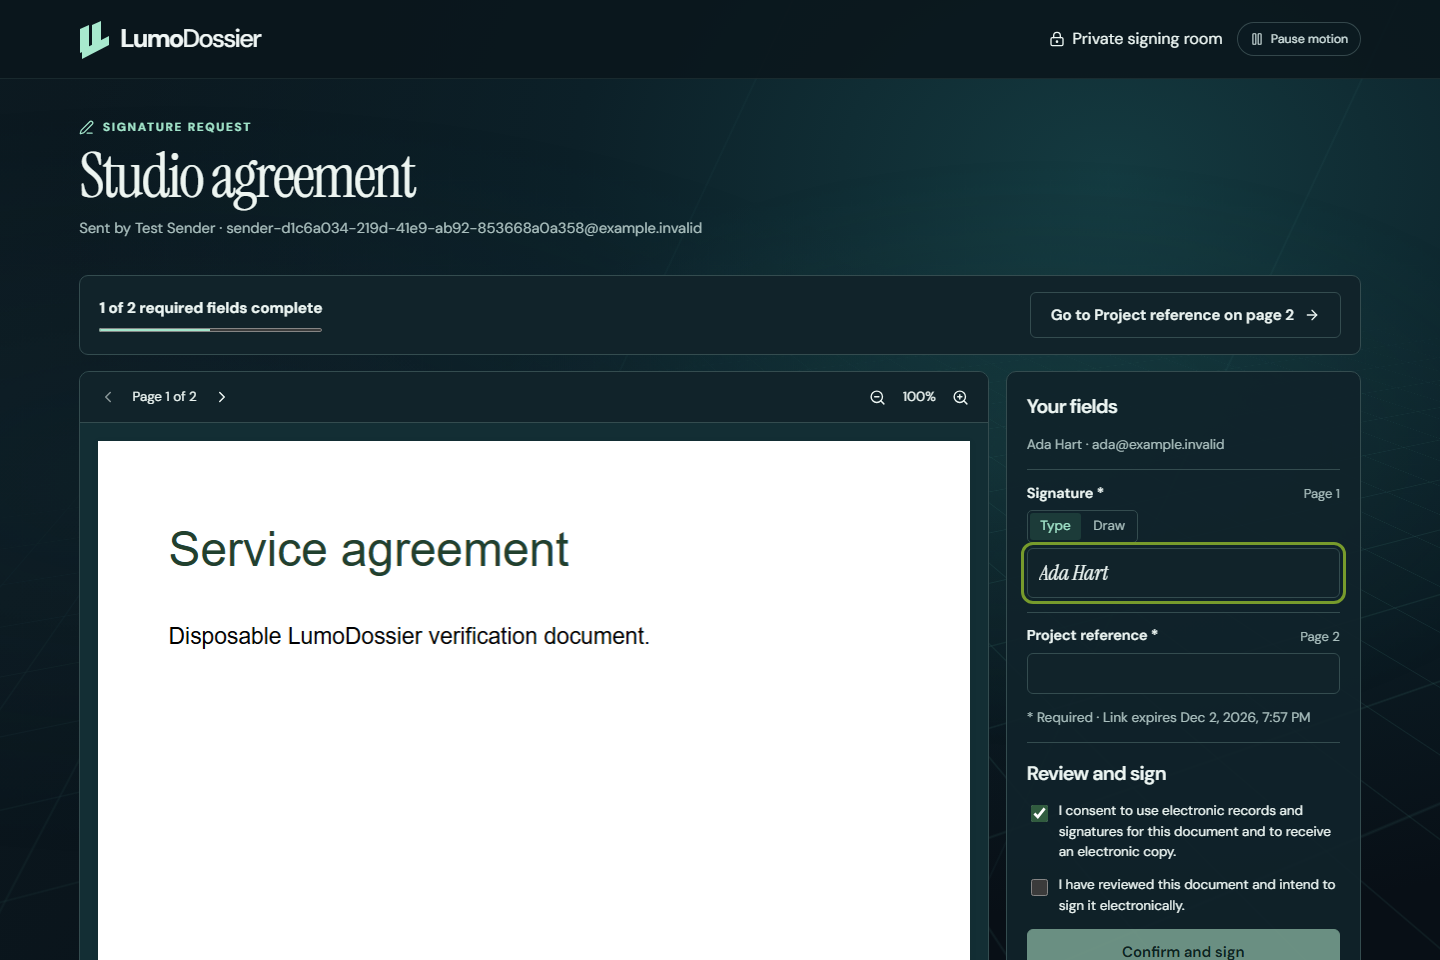 LumoDossier
Private signing room
Pause motion
SIGNATURE REQUEST
Studio agreement
Sent by Test Sender · sender-d1c6a034-219d-41e9-ab92-853668a0a358@example.invalid
1 of 2 required fields complete
Go to Project reference on page 2
Page 1 of 2
100%
Service agreement
Disposable LumoDossier verification document.
Your fields
Ada Hart · ada@example.invalid
Signature *
Page 1
Type
Draw
Ada Hart
Project reference *
Page 2
* Required · Link expires Dec 2, 2026, 7:57 PM
Review and sign
I consent to use electronic records and
signatures for this document and to receive
an electronic copy.
I have reviewed this document and intend to
sign it electronically.
Confirm and sign